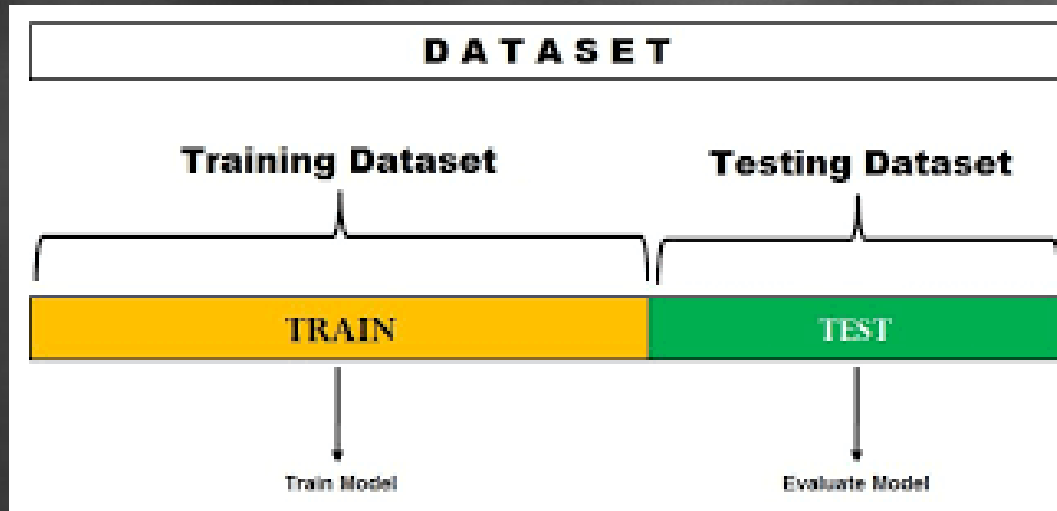 DATASET
Training Dataset
Testing Dataset
TRAIN
TEST
Train Model
Evaluate Model